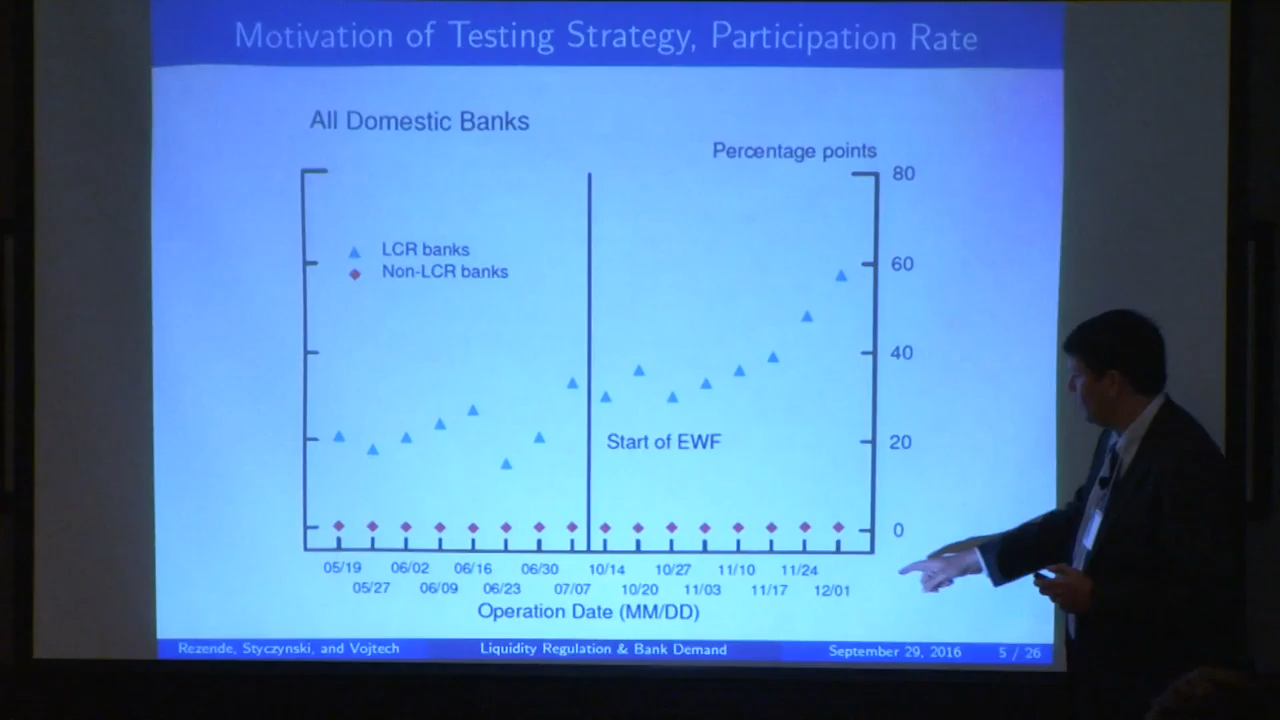 Motivation of Testing Strategy, Participation Rate
All Domestic Banks
Percentage points
80
LCR banks
Non-LCR banks
60
40
20
Start of EWF
0
05/19 06/02 06/16 06/30 10/14 10/27 11/10 11/24
05/27 06/09 06/23 07/07 10/20 11/03 11/17 12/01
Operation Date (MM/DD)
Rezende, Styczynski, and Vojtech Liquidity Regulation & Bank Demand September 29, 2016 5 / 26